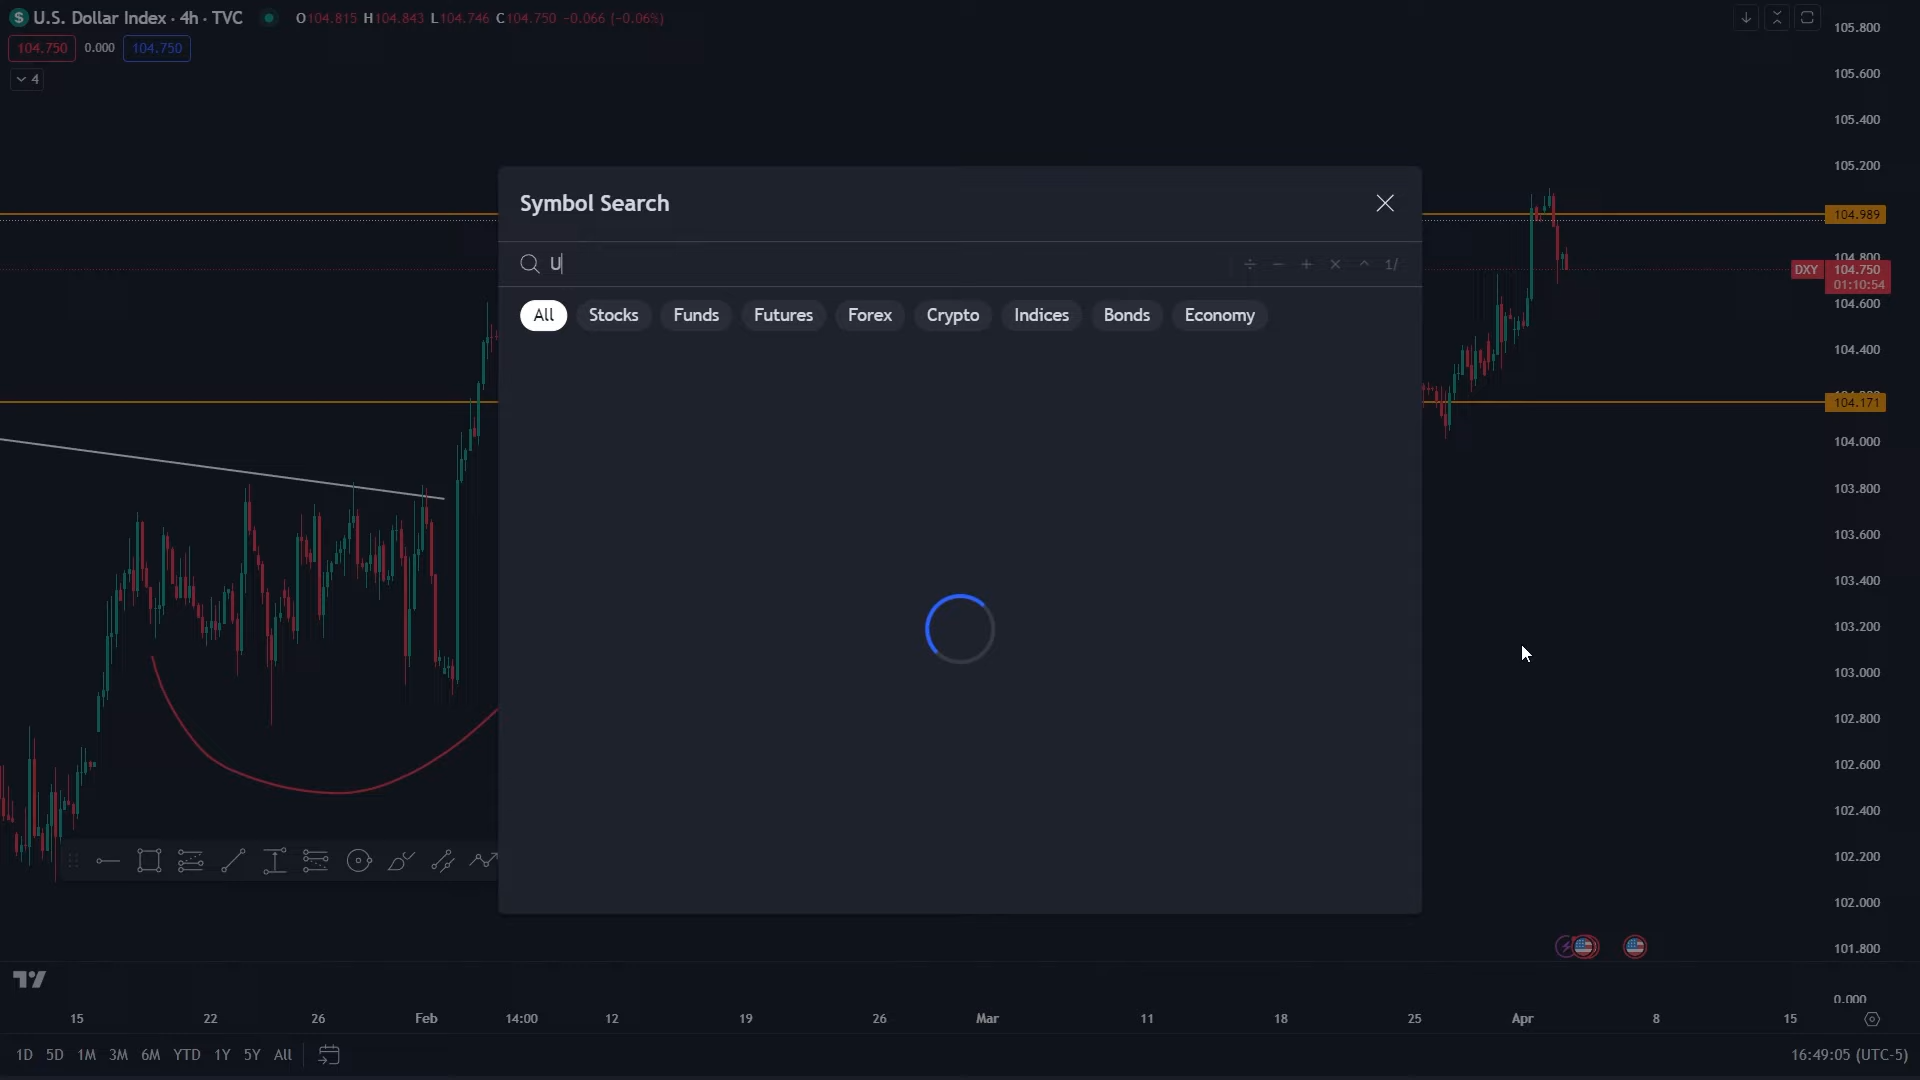 U.S. Dollar Index · 4h · TVC O104.815 H104.843 L104.746 C104.750 -0.066 (-0.06%)
104.750 0.000 104.750
4
Symbol Search
U
1/
All Stocks Funds Futures Forex Crypto Indices Bonds Economy
105.800
105.600
105.400
105.200
104.989
104.800
DXY 104.750
01:10:54
104.600
104.400
104.171
104.000
103.800
103.600
103.400
103.200
103.000
102.800
102.600
102.400
102.200
102.000
101.800
0.000
15 22 26 Feb 14:00 12 19 26 Mar 11 18 25 Apr 8 15
1D 5D 1M 3M 6M YTD 1Y 5Y All
16:49:05 (UTC-5)